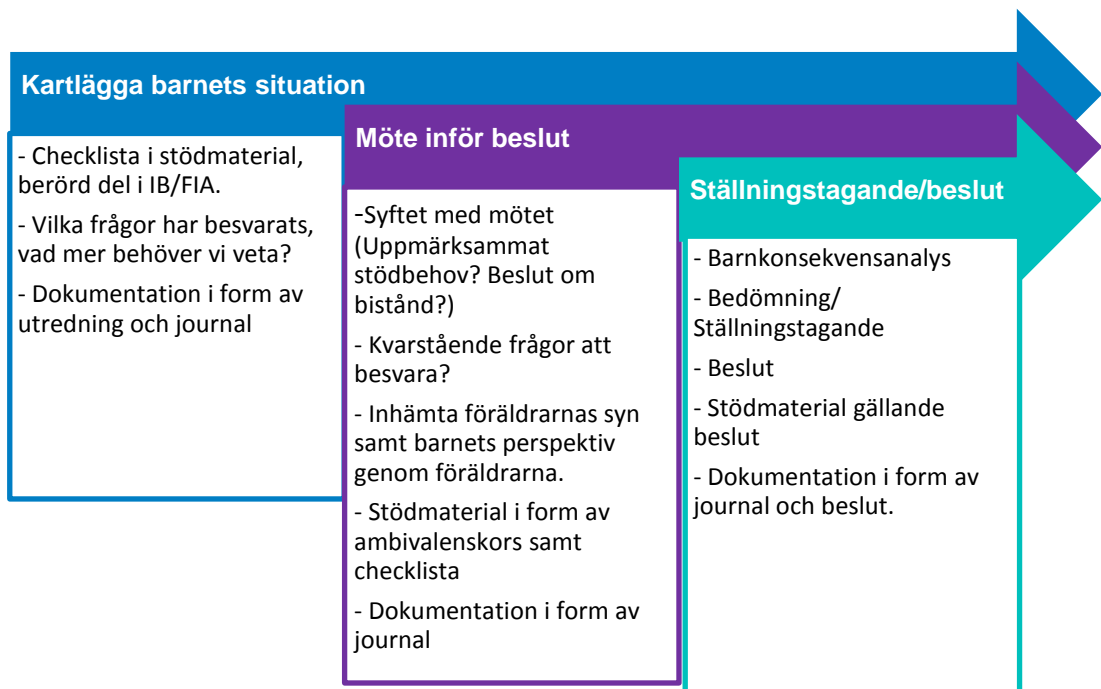 Kartlägga barnets situation
- Checklista i stödmaterial,
berörd del i IB/FIA.
- Vilka frågor har besvarats,
vad mer behöver vi veta?
- Dokumentation i form av
utredning och journal
Möte inför beslut
-Syftet med mötet
(Uppmärksammat
stödbehov? Beslut om
bistånd?)
- Kvarstående frågor att
besvara?
- Inhämta föräldrarnas syn
samt barnets perspektiv
genom föräldrarna.
- Stödmaterial i form av
ambivalenskors samt
checklista
- Dokumentation i form av
journal
Ställningstagande/beslut
- Barnkonsekvensanalys
- Bedömning/
Ställningstagande
- Beslut
- Stödmaterial gällande
beslut
- Dokumentation i form av
journal och beslut.